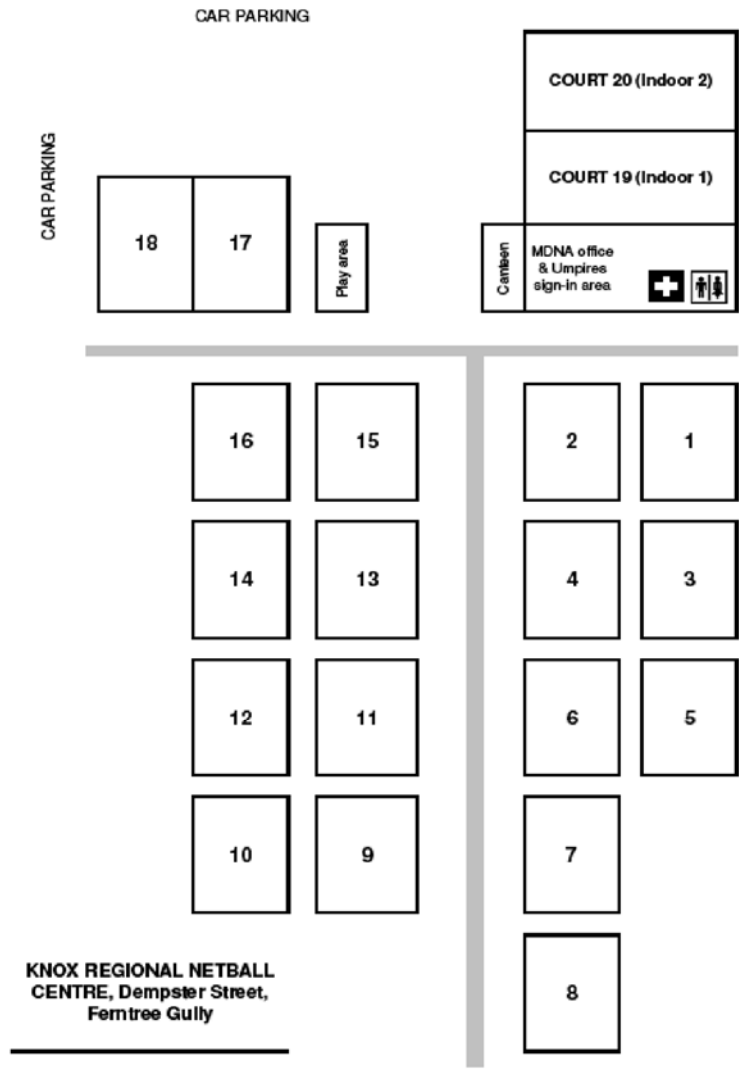 CAR PARKING
CAR PARKING
COURT 20 (Indoor 2)
COURT 19 (Indoor 1)
18
17
Play area
Canteen
MDNA office
& Umpires
sign-in area
16
15
2
1
14
13
4
3
12
11
6
5
10
9
7
8
KNOX REGIONAL NETBALL
CENTRE, Dempster Street,
Ferntree Gully